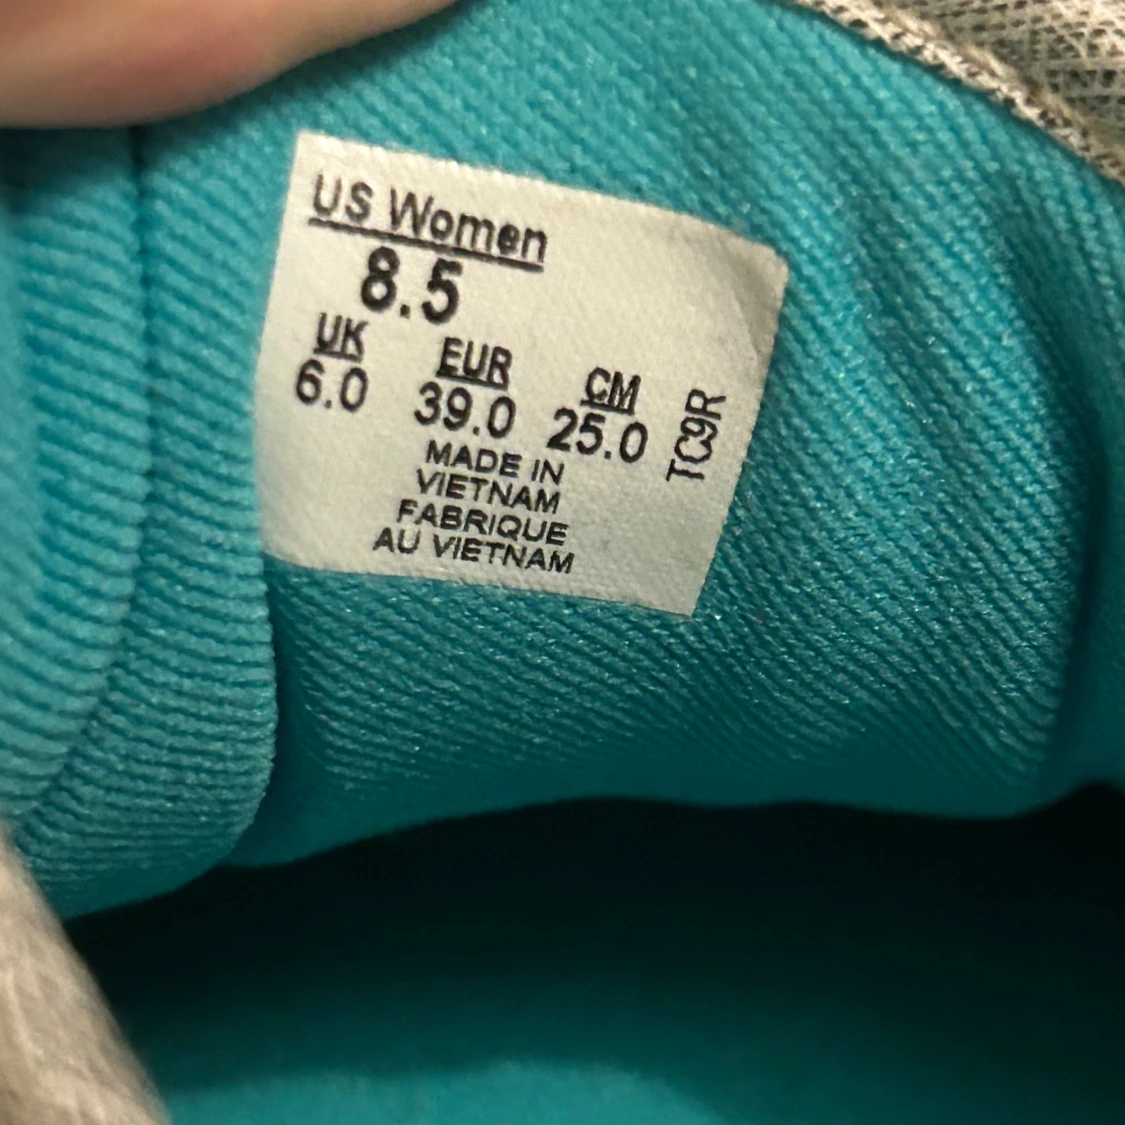 US Women
8.5
UK EUR CM
6.0 39.0 25.0
TC9R
MADE IN
VIETNAM
FABRIQUE
AU VIETNAM